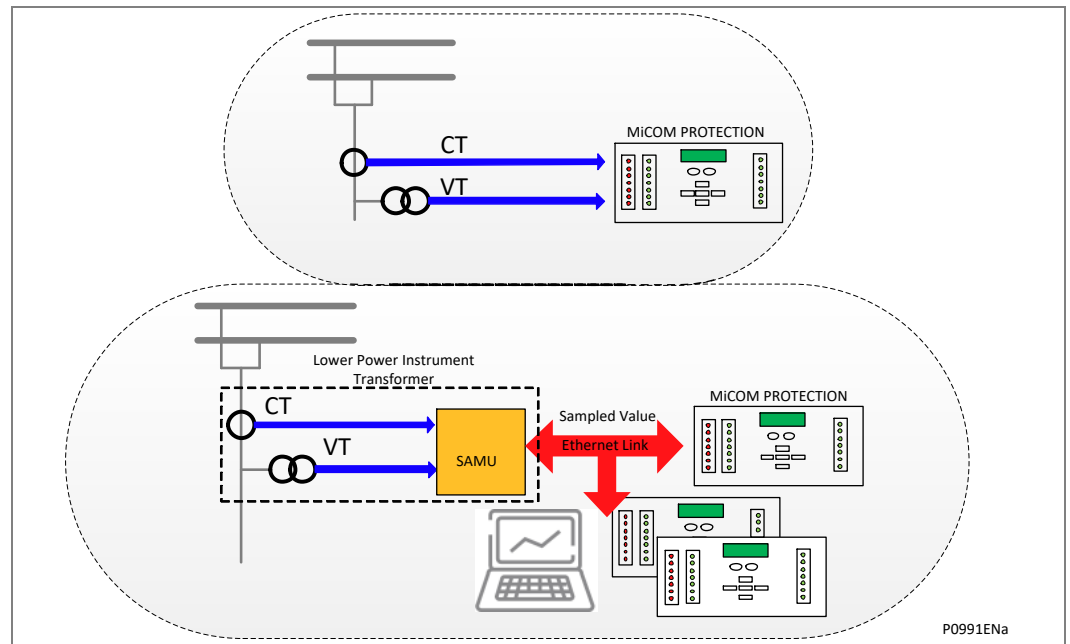 MiCOM PROTECTION
CT
VT
Lower Power Instrument
Transformer
CT
VT
SAMU
Sampled Value
Ethernet Link
MiCOM PROTECTION
P0991ENa